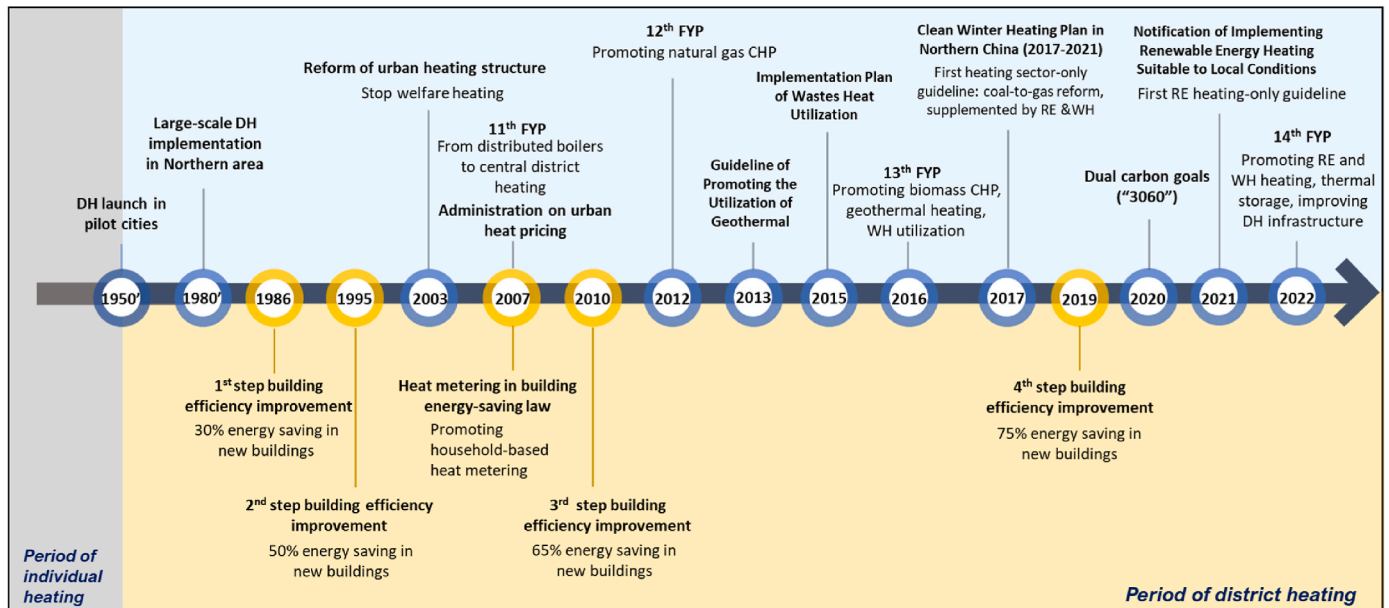 DH launch in
pilot cities
Large-scale DH
implementation
in Northern area
Reform of urban heating structure
Stop welfare heating
11th FYP
From distributed boilers
to central district
heating
Administration on urban
heat pricing
12th FYP
Promoting natural gas CHP
Guideline of
Promoting the
Utilization of
Geothermal
Implementation Plan
of Wastes Heat
Utilization
13th FYP
Promoting biomass CHP,
geothermal heating,
WH utilization
Clean Winter Heating Plan in
Northern China (2017-2021)
First heating sector-only
guideline: coal-to-gas reform,
supplemented by RE &WH
Dual carbon goals
("3060")
Notification of Implementing
Renewable Energy Heating
Suitable to Local Conditions
First RE heating-only guideline
14th FYP
Promoting RE and
WH heating, thermal
storage, improving
DH infrastructure
1950' 1980' 1986 1995 2003 2007 2010 2012 2013 2015 2016 2017 2019 2020 2021 2022
1st step building
efficiency improvement
30% energy saving in
new buildings
2nd step building efficiency
improvement
50% energy saving in
new buildings
Heat metering in building
energy-saving law
Promoting
household-based
heat metering
3rd step building
efficiency improvement
65% energy saving in
new buildings
4th step building
efficiency improvement
75% energy saving in
new buildings
Period of
individual
heating
Period of district heating